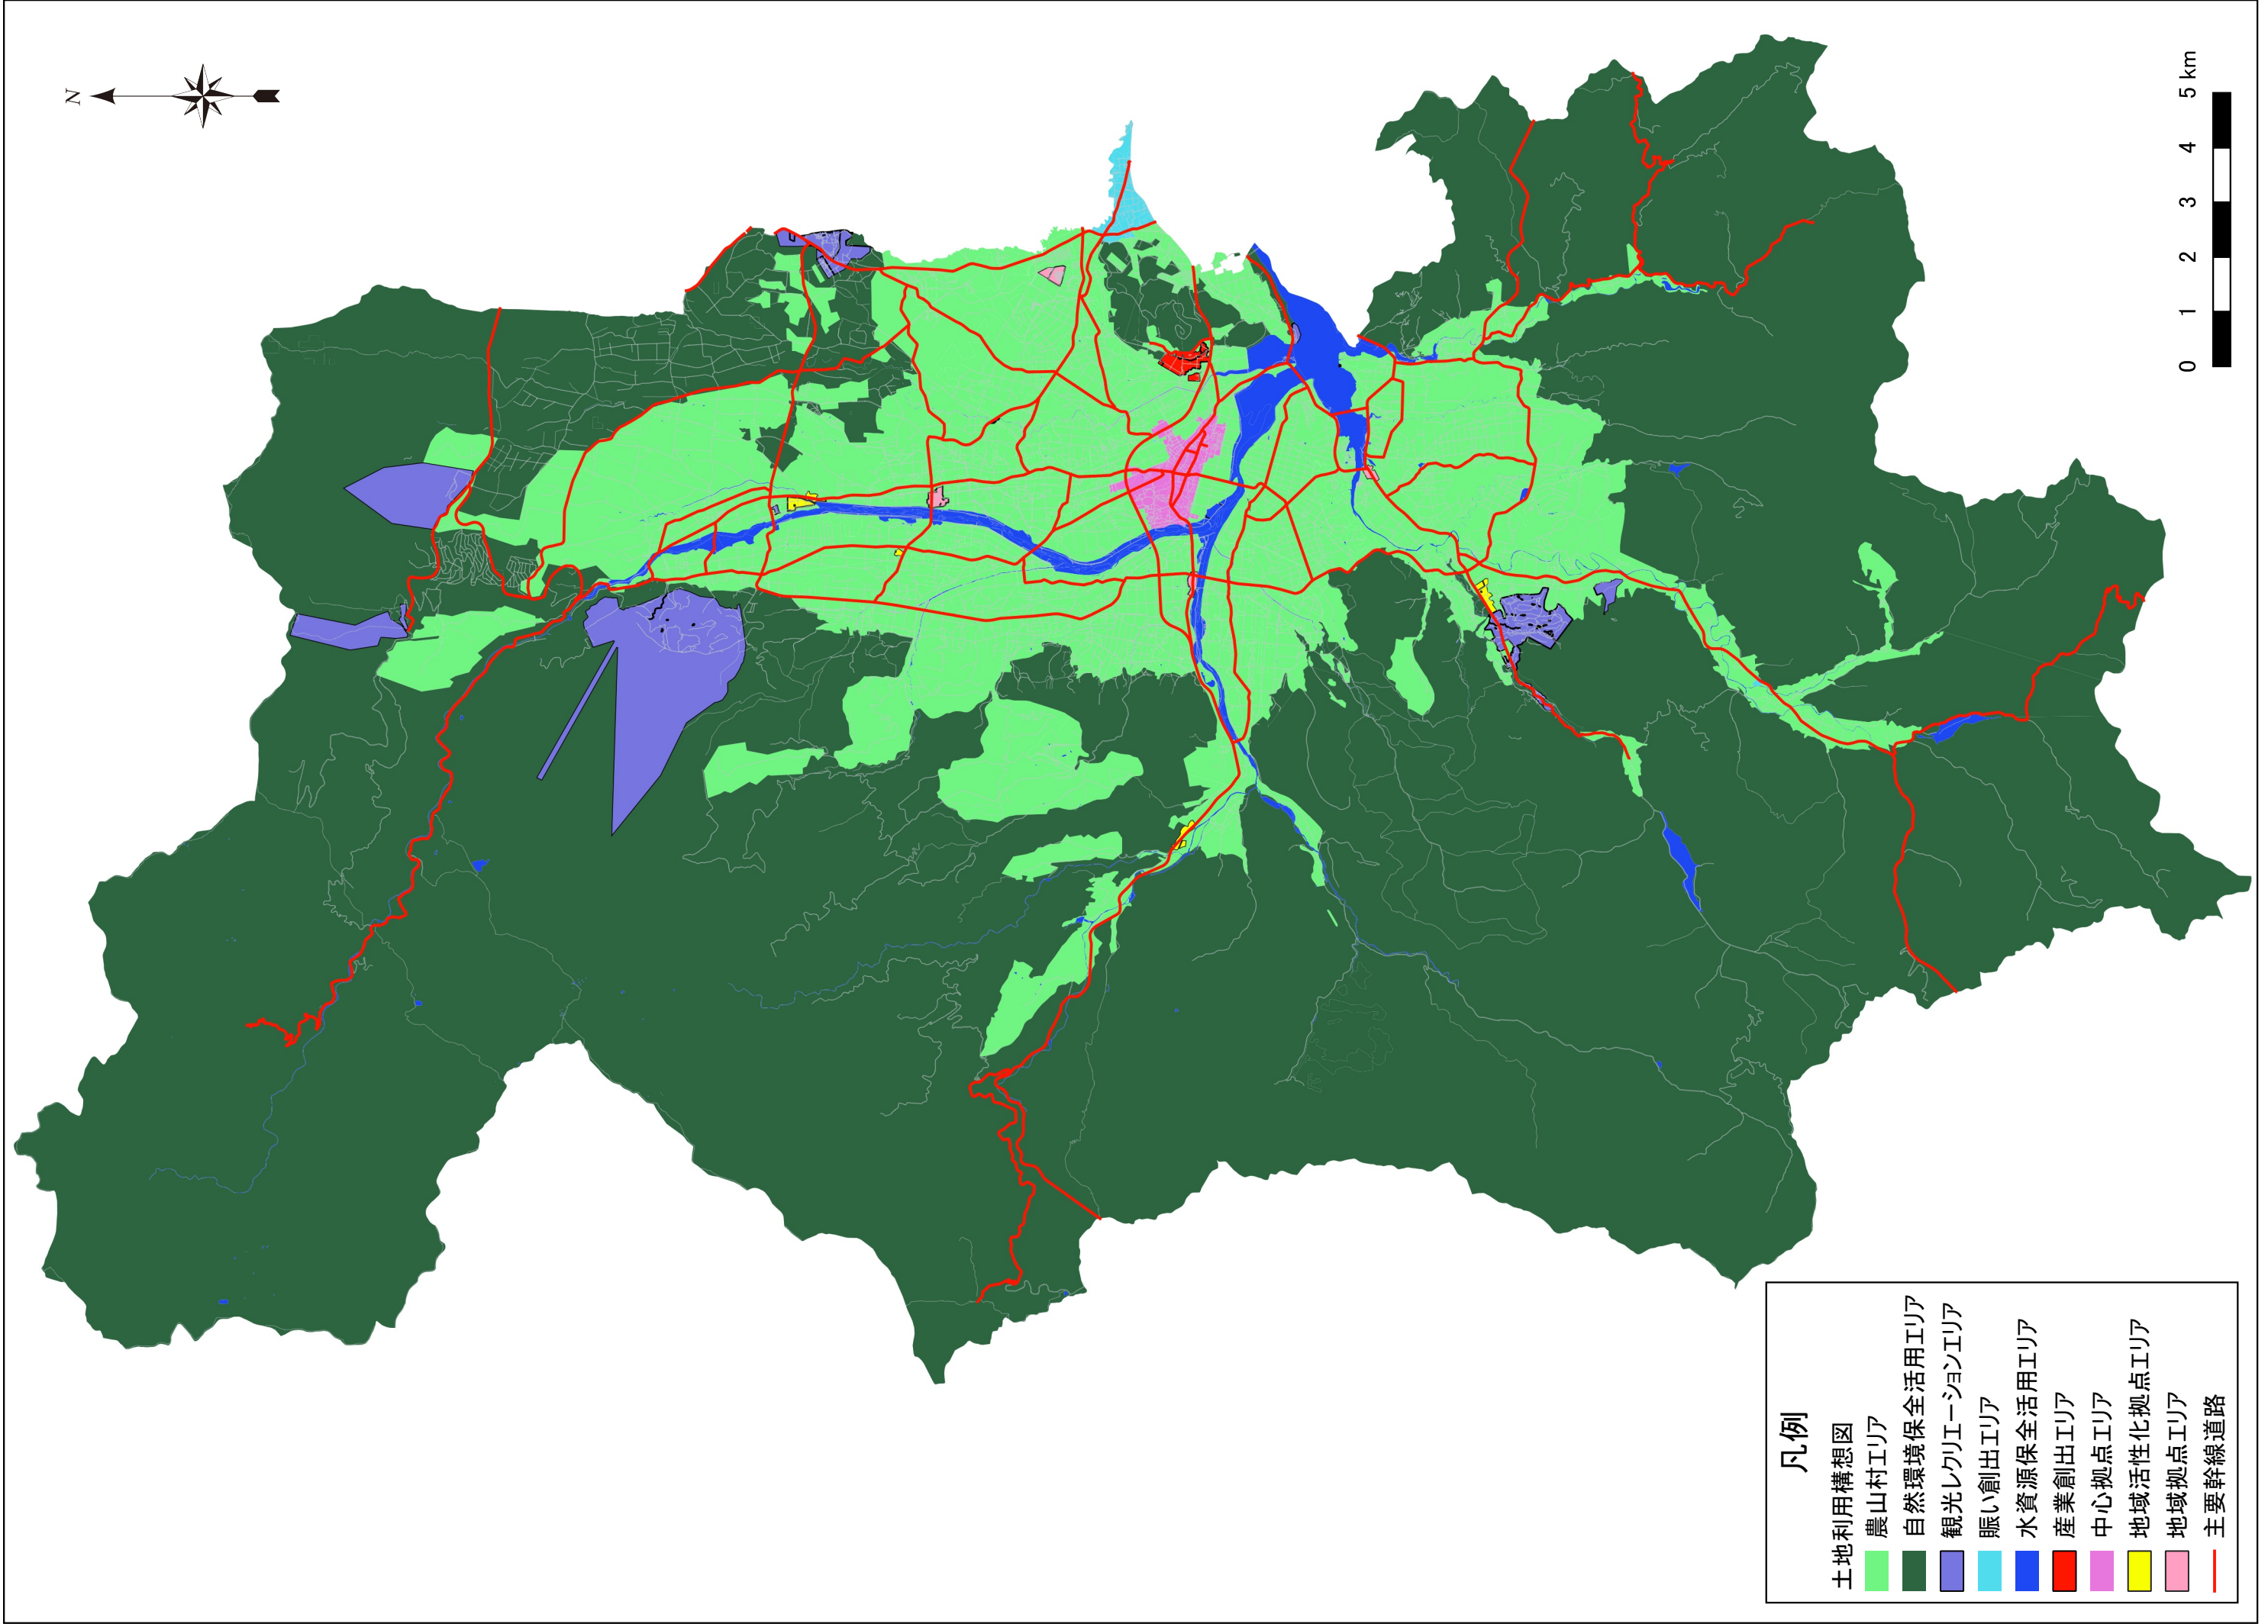 N
凡例
土地利用構想図
農山村エリア
自然環境保全活用エリア
観光レクリエーションエリア
賑い創出エリア
水資源保全活用エリア
産業創出エリア
中心拠点エリア
地域活性化拠点エリア
地域拠点エリア
主要幹線道路
0 1 2 3 4 5 km